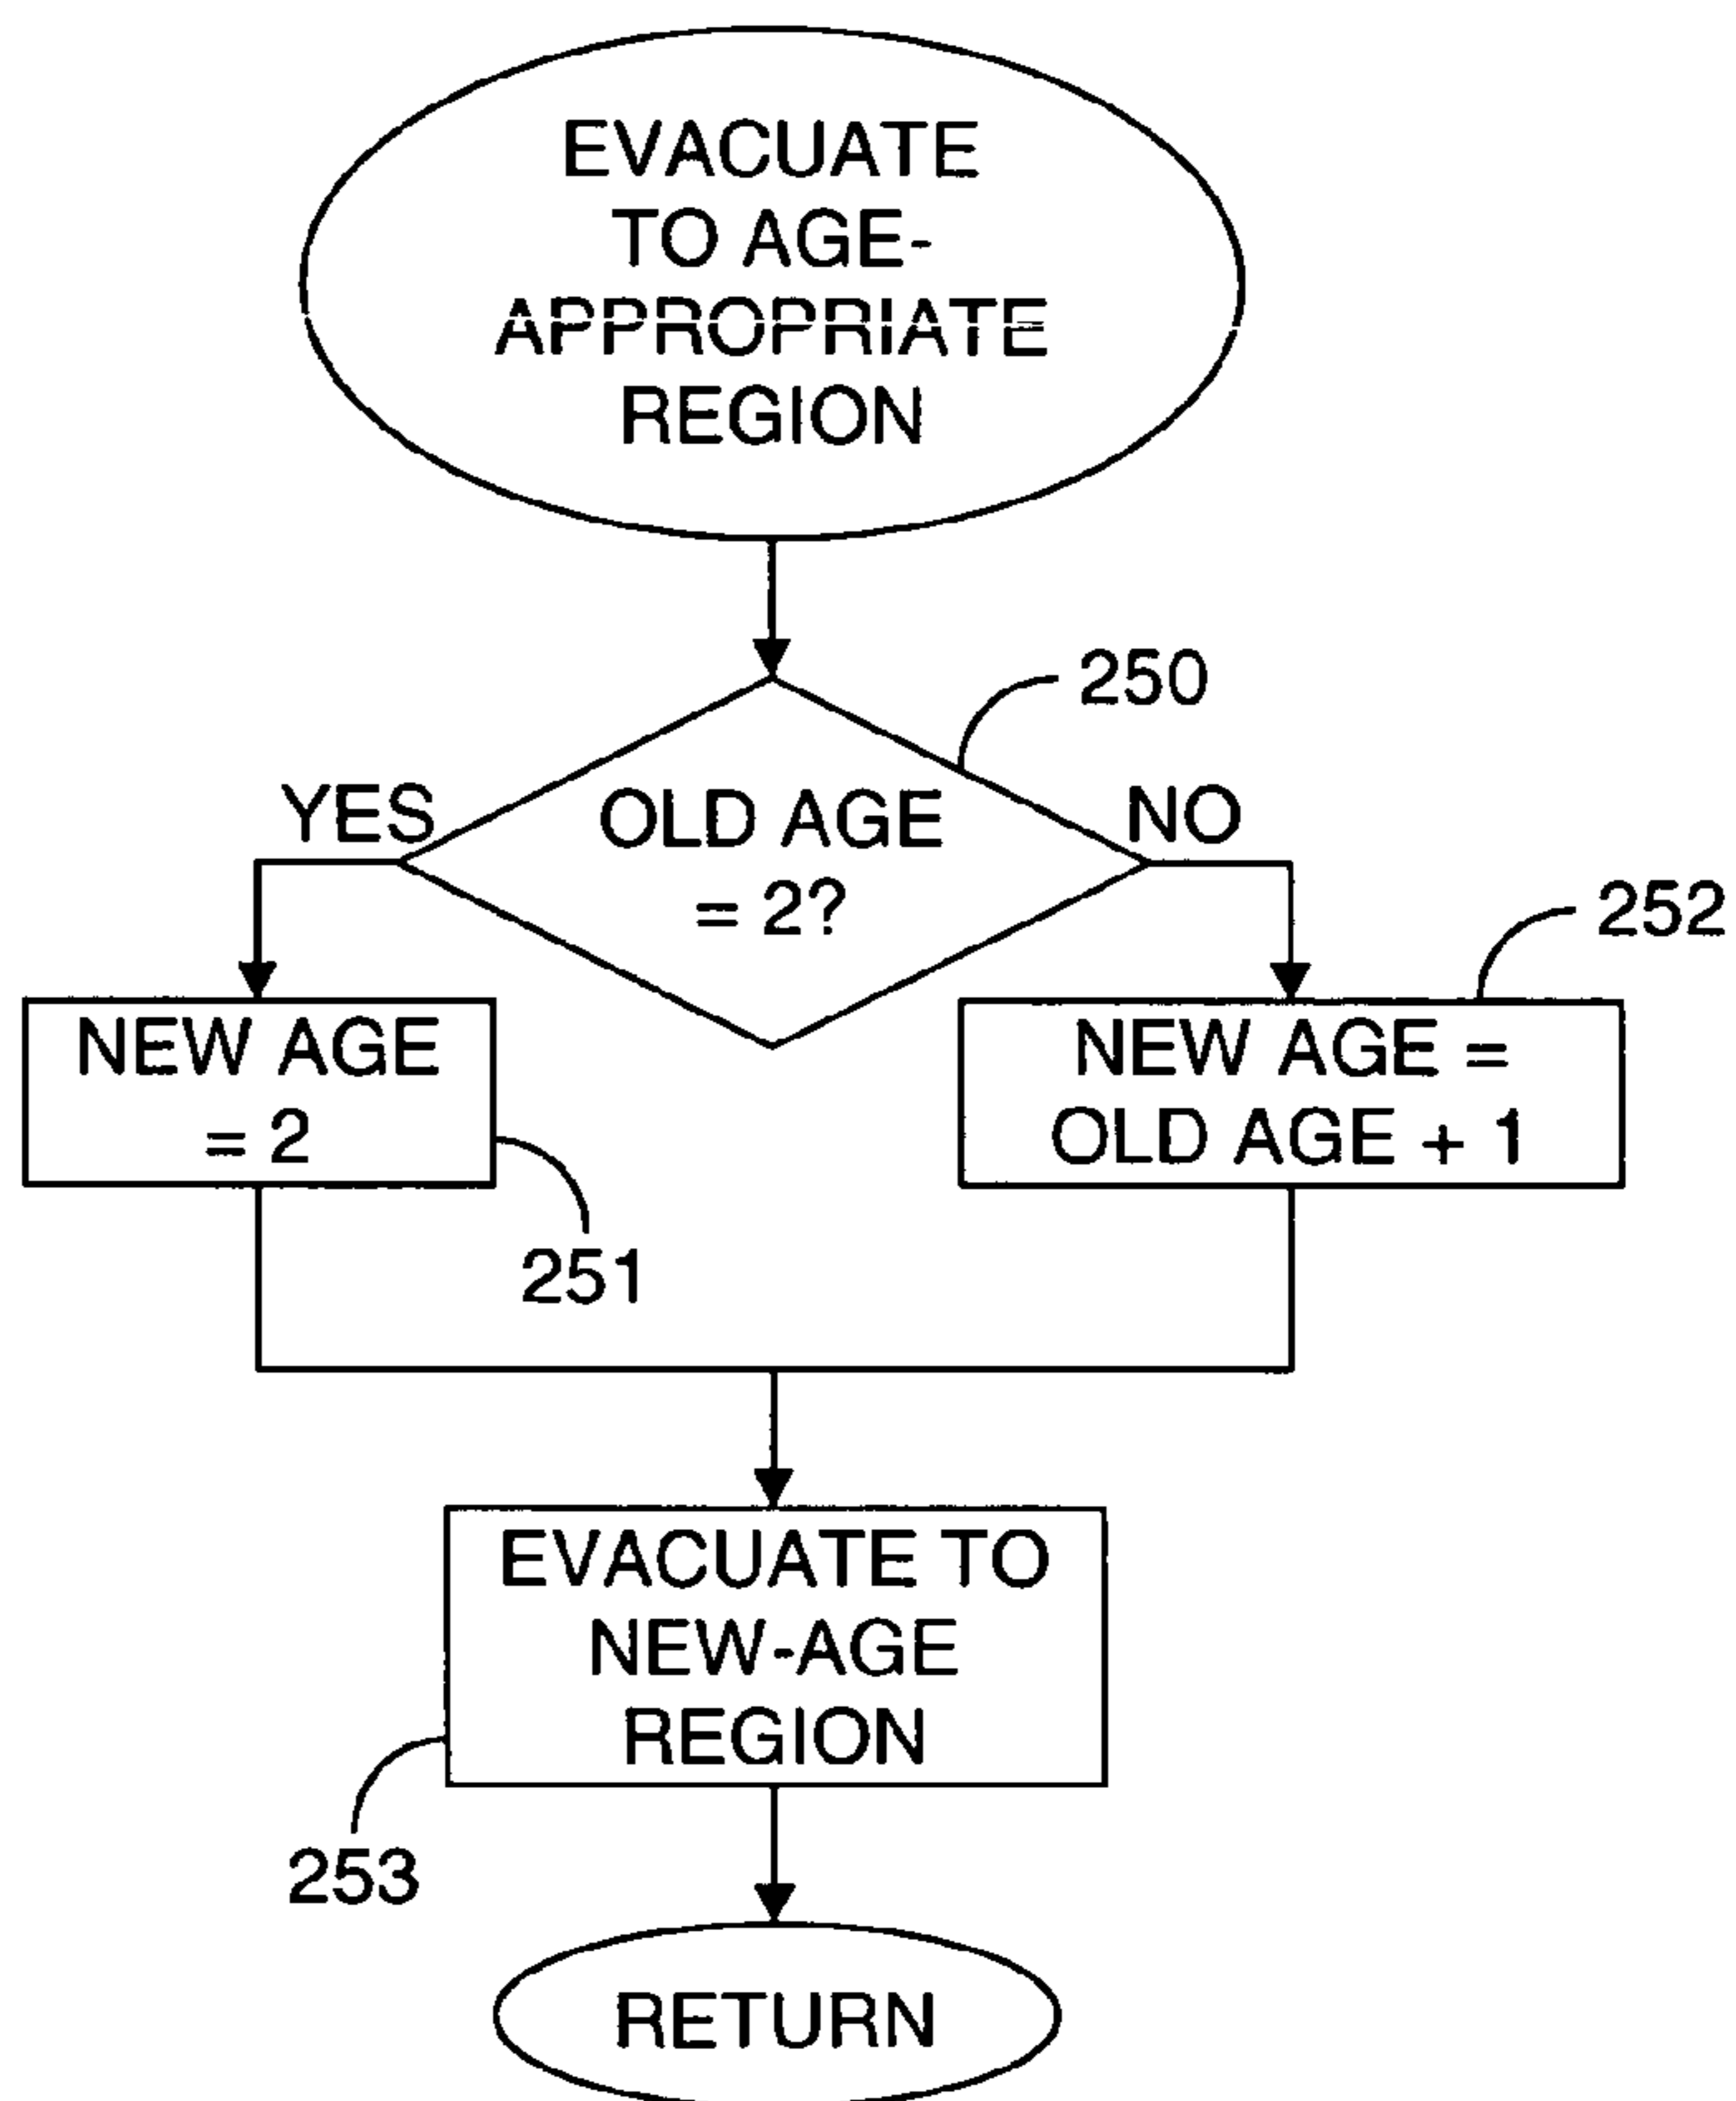 EVACUATE
TO AGE-
APPROPRIATE
REGION
250
YES
OLD AGE
= 2?
NO
252
NEW AGE
= 2
NEW AGE =
OLD AGE + 1
251
EVACUATE TO
NEW-AGE
REGION
253
RETURN